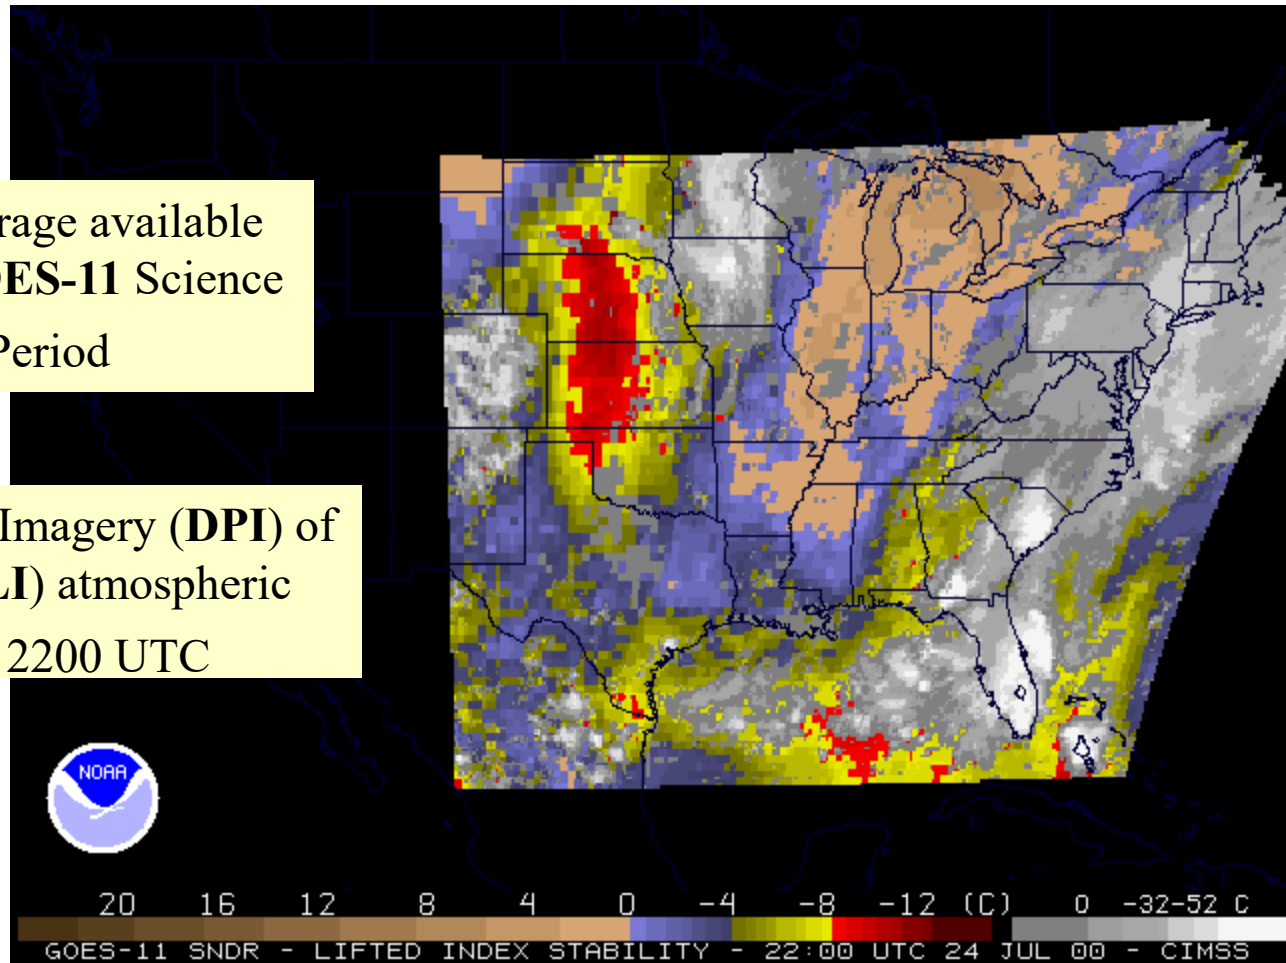 rage available
ES-11 Science
Period
Imagery (DPI) of
LI) atmospheric
2200 UTC
NOAA
20 16 12 8 4 0 -4 -8 -12 (C) 0 -32-52 C
GOES-11 SNDR - LIFTED INDEX STABILITY - 22:00 UTC 24 JUL 00 - CIMSS